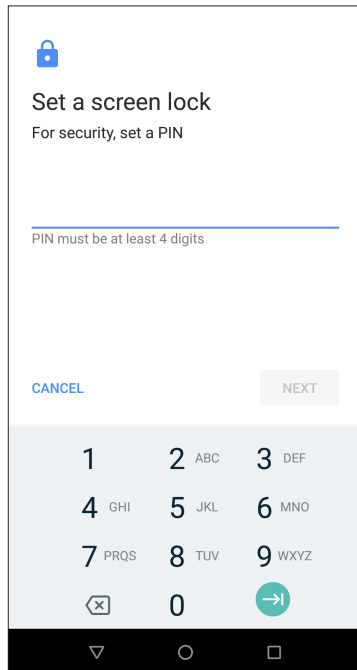 Set a screen lock
For security, set a PIN
PIN must be at least 4 digits
CANCEL NEXT
1 2 ABC 3 DEF
4 GHI 5 JKL 6 MNO
7 PRQS 8 TUV 9 WXYZ
0